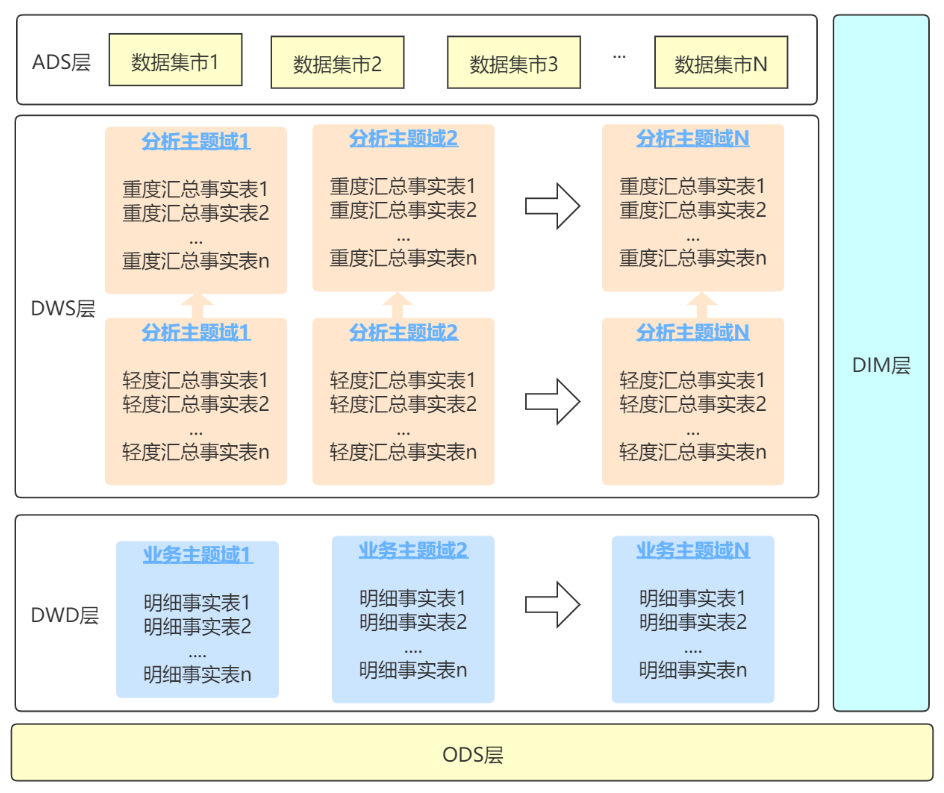 ADS层
数据集市1
数据集市2
数据集市3
...
数据集市N
DIM层
DWS层
分析主题域1
重度汇总事实表1
重度汇总事实表2
...
重度汇总事实表n
分析主题域2
重度汇总事实表1
重度汇总事实表2
...
重度汇总事实表n
分析主题域N
重度汇总事实表1
重度汇总事实表2
...
重度汇总事实表n
分析主题域1
轻度汇总事实表1
轻度汇总事实表2
...
轻度汇总事实表n
分析主题域2
轻度汇总事实表1
轻度汇总事实表2
...
轻度汇总事实表n
分析主题域N
轻度汇总事实表1
轻度汇总事实表2
...
轻度汇总事实表n
DWD层
业务主题域1
明细事实表1
明细事实表2
....
明细事实表n
业务主题域2
明细事实表1
明细事实表2
....
明细事实表n
业务主题域N
明细事实表1
明细事实表2
....
明细事实表n
ODS层